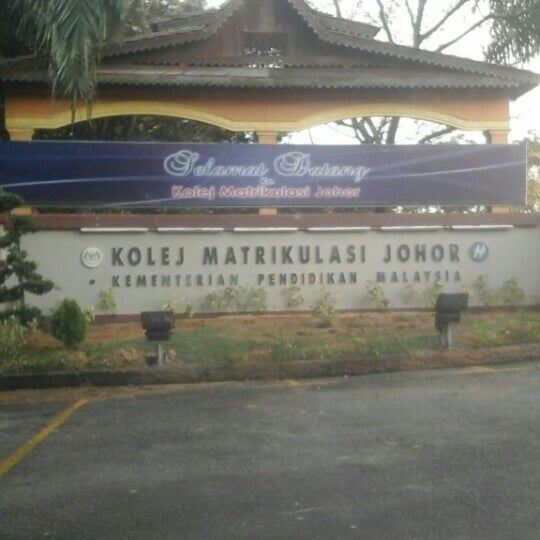 Selamat Datang
Ke
Kolej Matrikulasi Johor
KOLEJ MATRIKULASI JOHOR
KEMENTERIAN PENDIDIKAN MALAYSIA